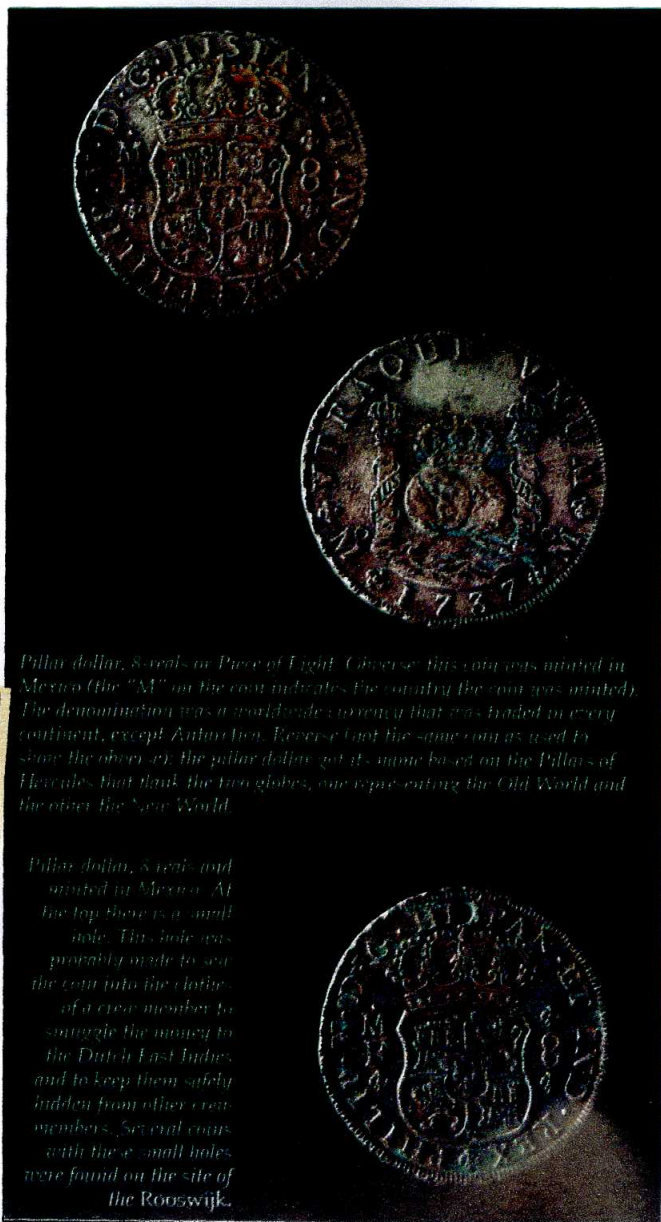 PHILIP·V·D·G·HISPAN·ET IND·REX
M
8
VTRAQUE VNUM
1737
Pillar dollar, 8-reals or Piece of Eight. Obverse: this coin was minted in
Mexico (the "M" on the coin indicates the country the coin was minted).
The denomination was a worldwide currency that was traded in every
continent, except Antarctica. Reverse (not the same coin as used to
show the obverse): the pillar dollar got its name based on the Pillars of
Hercules that flank the two globes, one representing the Old World and
the other the New World.
Pillar dollar, 8-reals and
minted in Mexico. At
the top there is a small
hole. This hole was
probably made to sew
the coin into the clothes
of a crew member to
smuggle the money to
the Dutch East Indies
and to keep them safely
hidden from other crew
members. Several coins
with these small holes
were found on the site of
the Rooswijk.
D·G·HISPAN·ET
M
8
REX